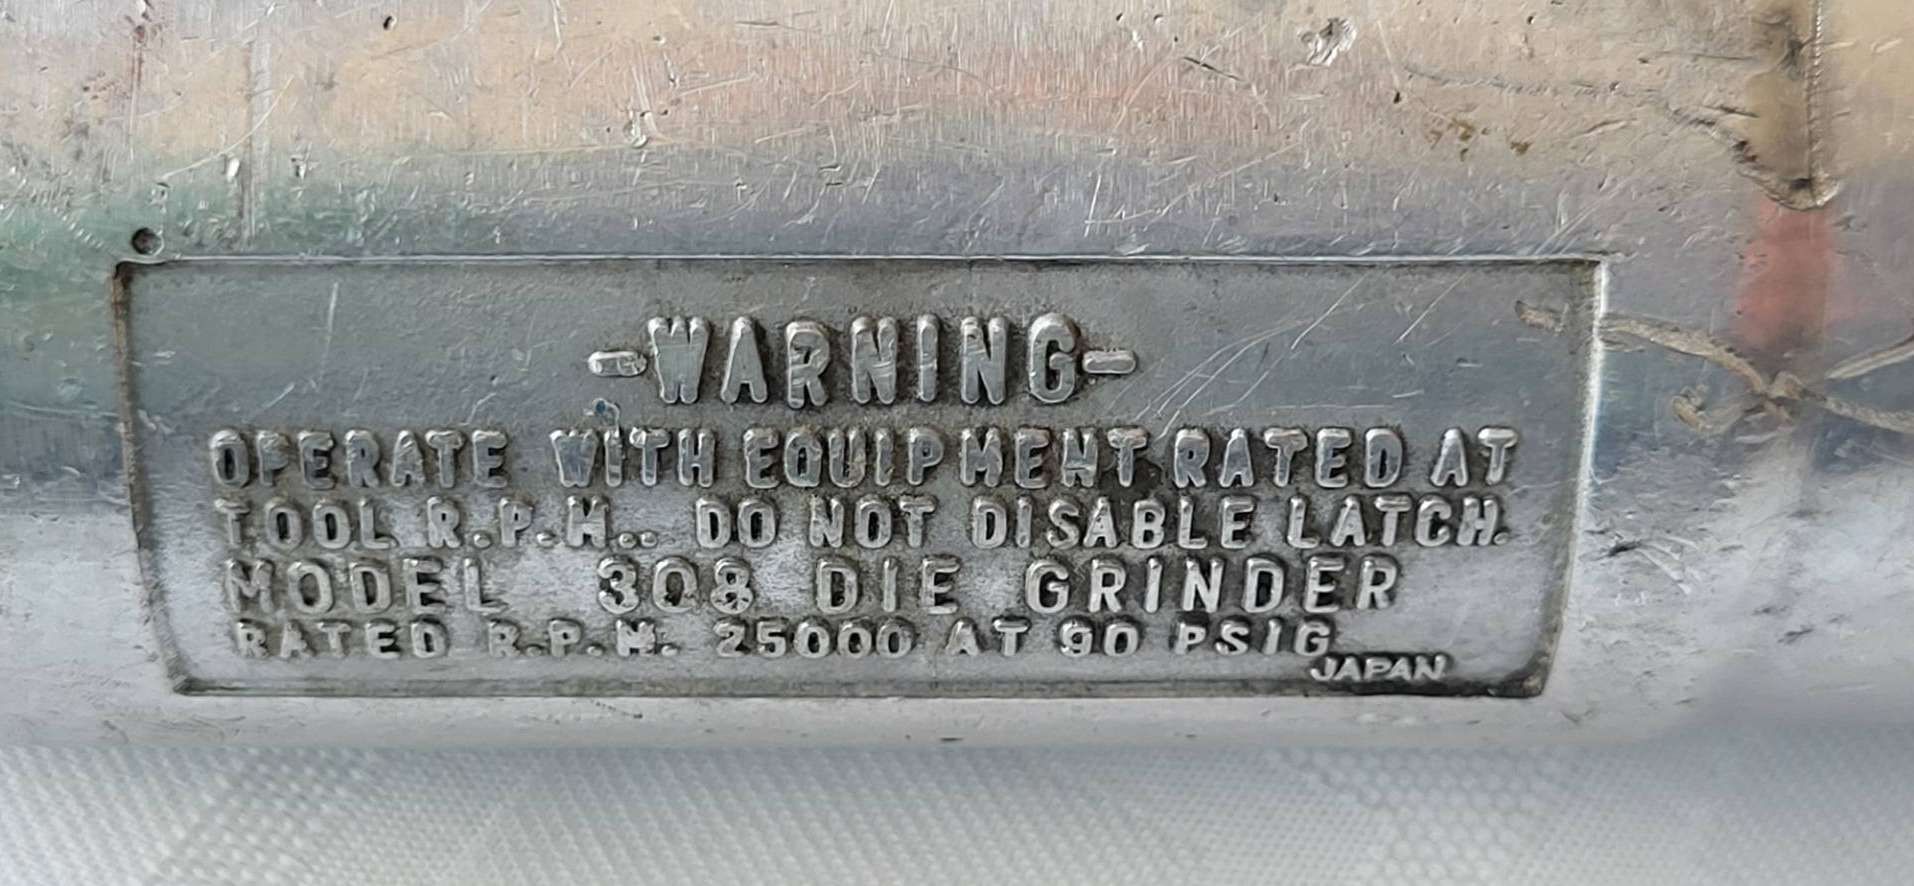 -WARNING-
OPERATE WITH EQUIPMENT RATED AT
TOOL R.P.M.. DO NOT DISABLE LATCH.
MODEL 308 DIE GRINDER
RATED R.P.M. 25000 AT 90 PSIG
JAPAN